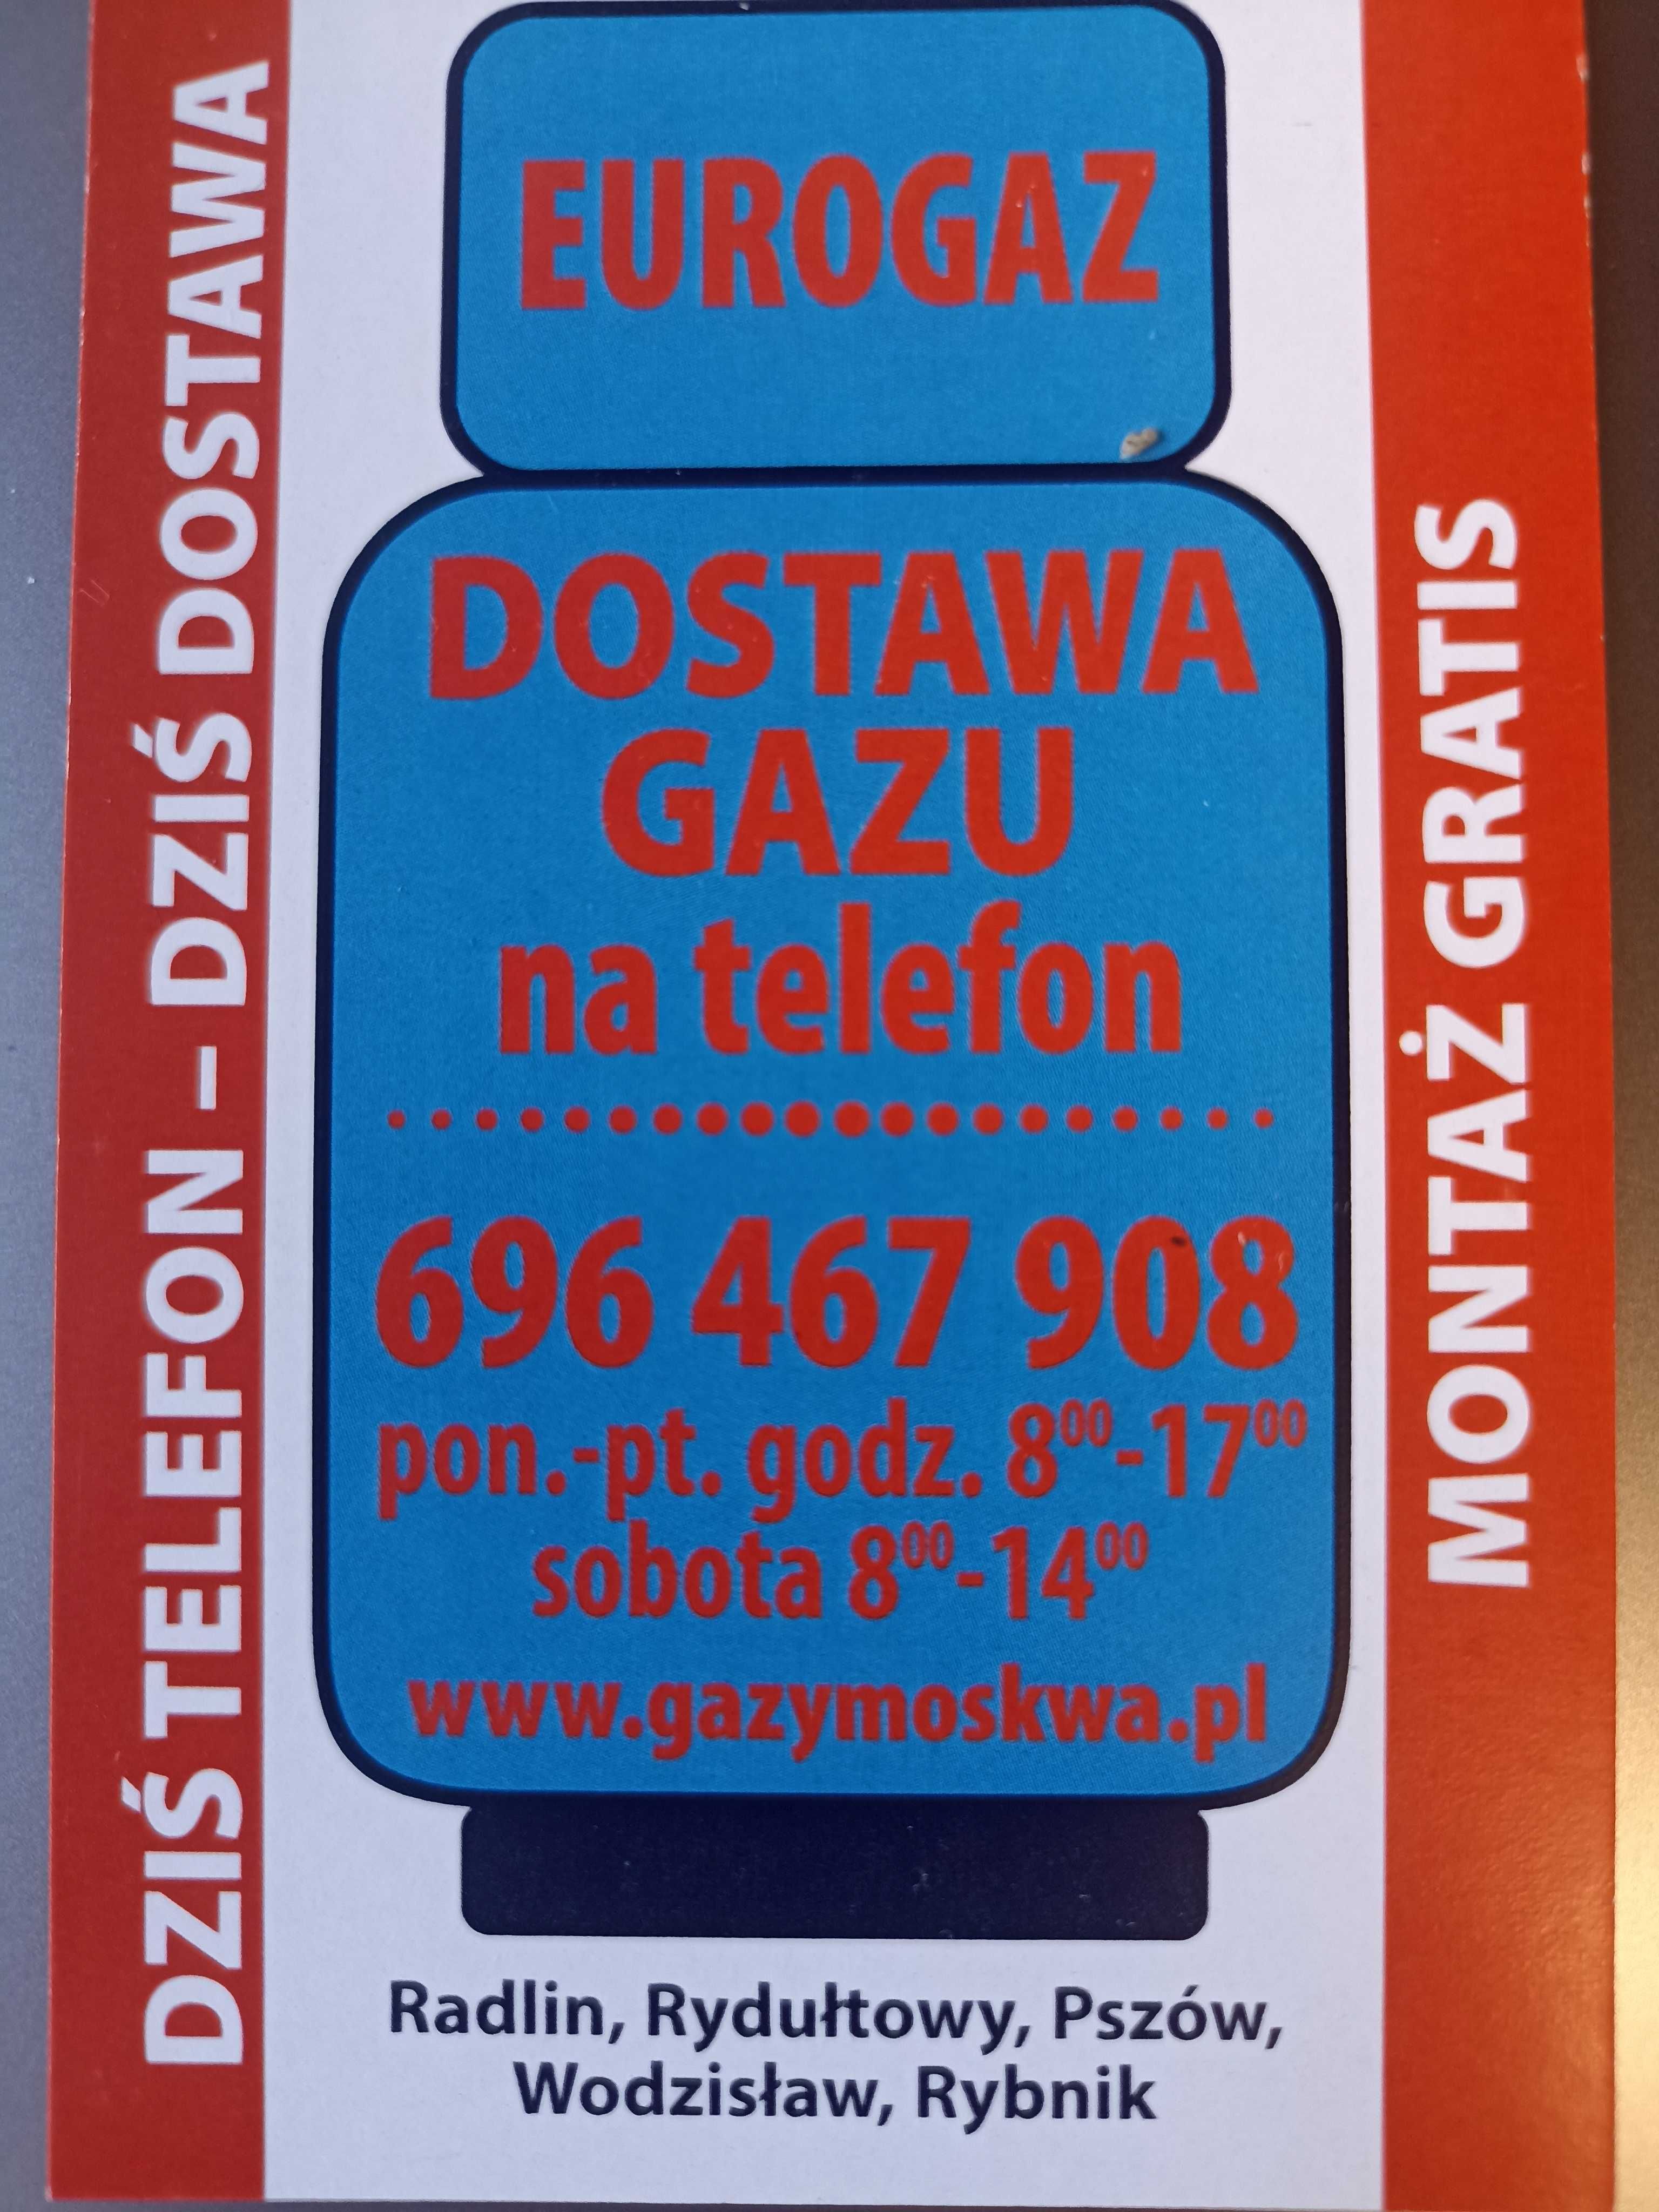 DZIŚ TELEFON – DZIŚ DOSTAWA
EUROGAZ
DOSTAWA
GAZU
na telefon
696 467 908
pon.-pt. godz. 8⁰⁰-17⁰⁰
sobota 8⁰⁰-14⁰⁰
www.gazymoskwa.pl
Radlin, Rydułtowy, Pszów,
Wodzisław, Rybnik
MONTAŻ GRATIS